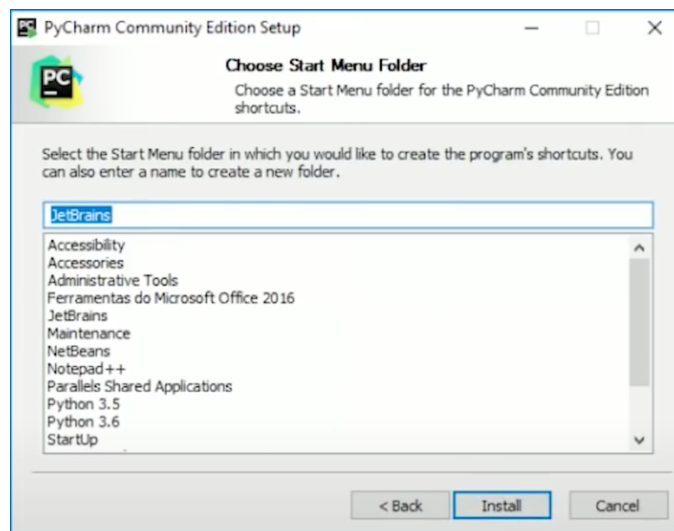 PyCharm Community Edition Setup
PC
Choose Start Menu Folder
Choose a Start Menu folder for the PyCharm Community Edition
shortcuts.
Select the Start Menu folder in which you would like to create the program's shortcuts. You
can also enter a name to create a new folder.
JetBrains
Accessibility
Accessories
Administrative Tools
Ferramentas do Microsoft Office 2016
JetBrains
Maintenance
NetBeans
Notepad++
Parallels Shared Applications
Python 3.5
Python 3.6
StartUp
< Back Install Cancel